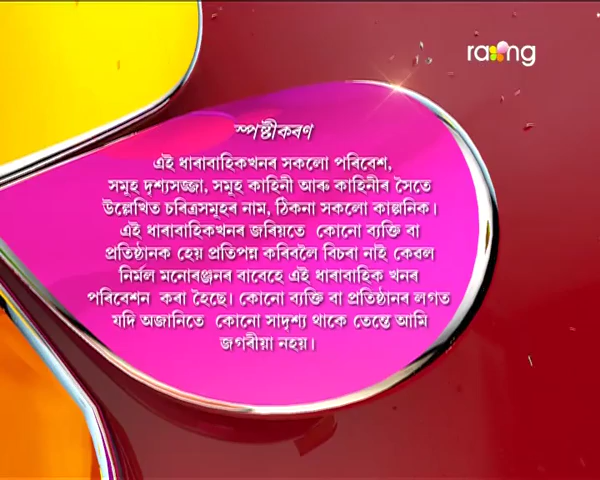 rang
স্পষ্টীকৰণ
এই ধাৰাবাহিকখনৰ সকলো পৰিবেশ,
সমূহ দৃশ্যসজ্জা, সমূহ কাহিনী আৰু কাহিনীৰ সৈতে
উল্লেখিত চৰিত্ৰসমূহৰ নাম, ঠিকনা সকলো কাল্পনিক।
এই ধাৰাবাহিকখনৰ জৰিয়তে কোনো ব্যক্তি বা
প্ৰতিষ্ঠানক হেয় প্ৰতিপন্ন কৰিবলৈ বিচৰা নাই কেবল
নিৰ্মল মনোৰঞ্জনৰ বাবেহে এই ধাৰাবাহিক খনৰ
পৰিবেশন কৰা হৈছে। কোনো ব্যক্তি বা প্ৰতিষ্ঠানৰ লগত
যদি অজানিতে কোনো সাদৃশ্য থাকে তেন্তে আমি
জগৰীয়া নহয়।